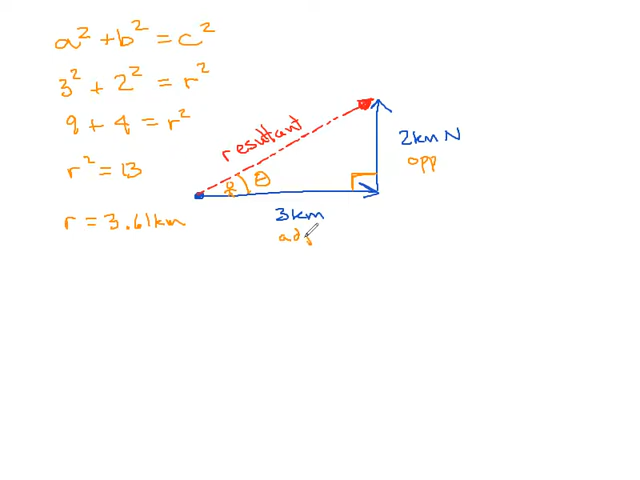 a² + b² = c²
3² + 2² = r²
9 + 4 = r²
r² = 13
r = 3.61km
resultant
θ
2km N
opp
3km
adj